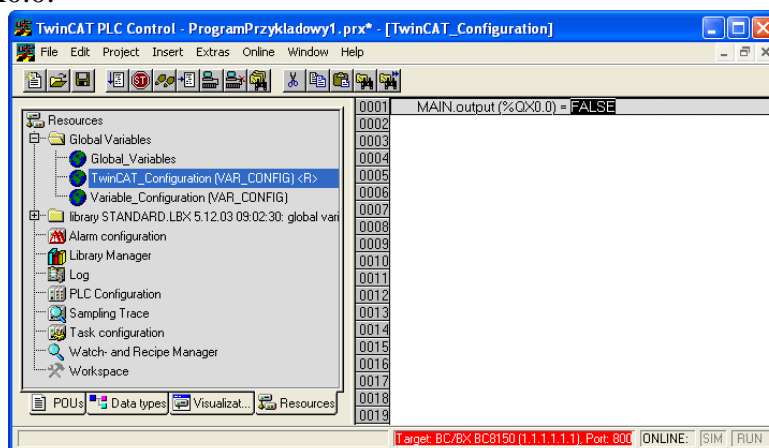 TwinCAT PLC Control - ProgramPrzykladowy1.prx* - [TwinCAT_Configuration]
File Edit Project Insert Extras Online Window Help
Resources
Global Variables
Global_Variables
TwinCAT_Configuration (VAR_CONFIG) <R>
Variable_Configuration (VAR_CONFIG)
library STANDARD.LBX 5.12.03 09:02:30: global vari
Alarm configuration
Library Manager
Log
PLC Configuration
Sampling Trace
Task configuration
Watch- and Recipe Manager
Workspace
POUs Data types Visualizat... Resources
0001 MAIN.output (%QX0.0) = FALSE
0002
0003
0004
0005
0006
0007
0008
0009
0010
0011
0012
0013
0014
0015
0016
0017
0018
0019
Target: BC/BX BC8150 (1.1.1.1.1.1), Port: 800 ONLINE: SIM RUN